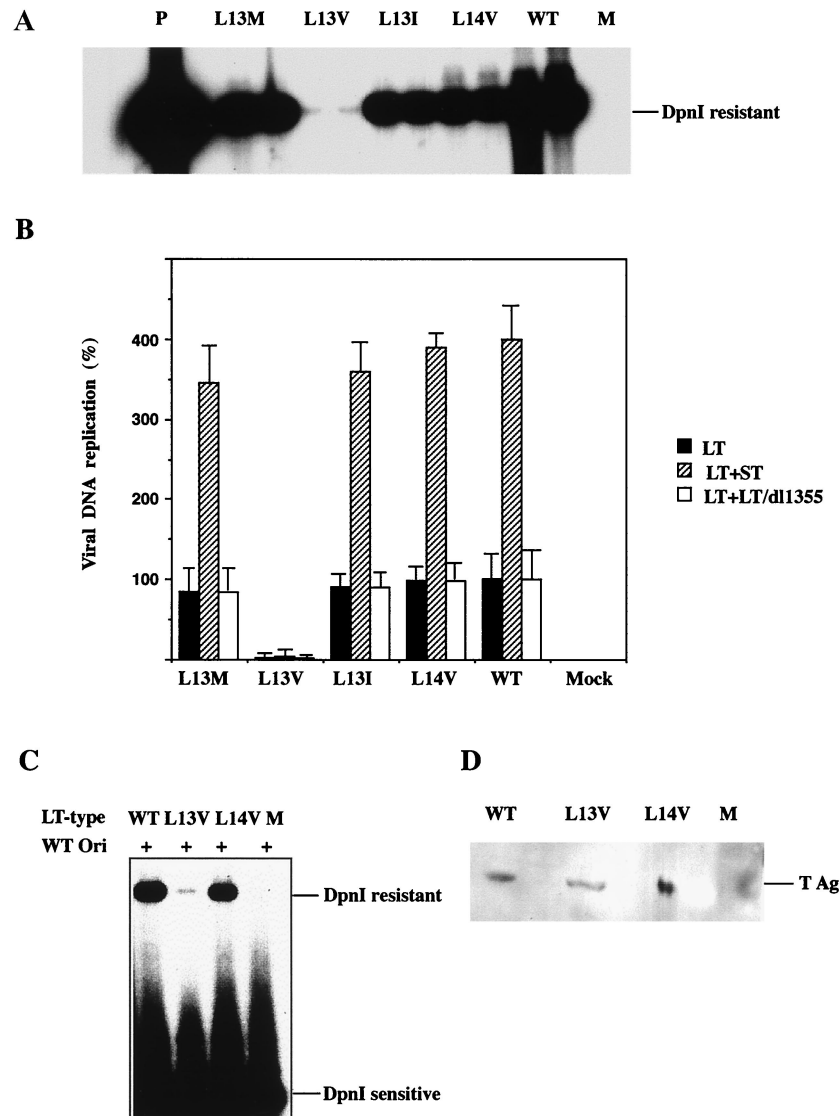 A
P L13M L13V L13I L14V WT M
DpnI resistant
B
Viral DNA replication (%)
400
300
200
100
L13M L13V L13I L14V WT Mock
LT
LT+ST
LT+LT/dl1355
C
LT-type WT L13V L14V M
WT Ori + + + +
DpnI resistant
DpnI sensitive
D
WT L13V L14V M
T Ag